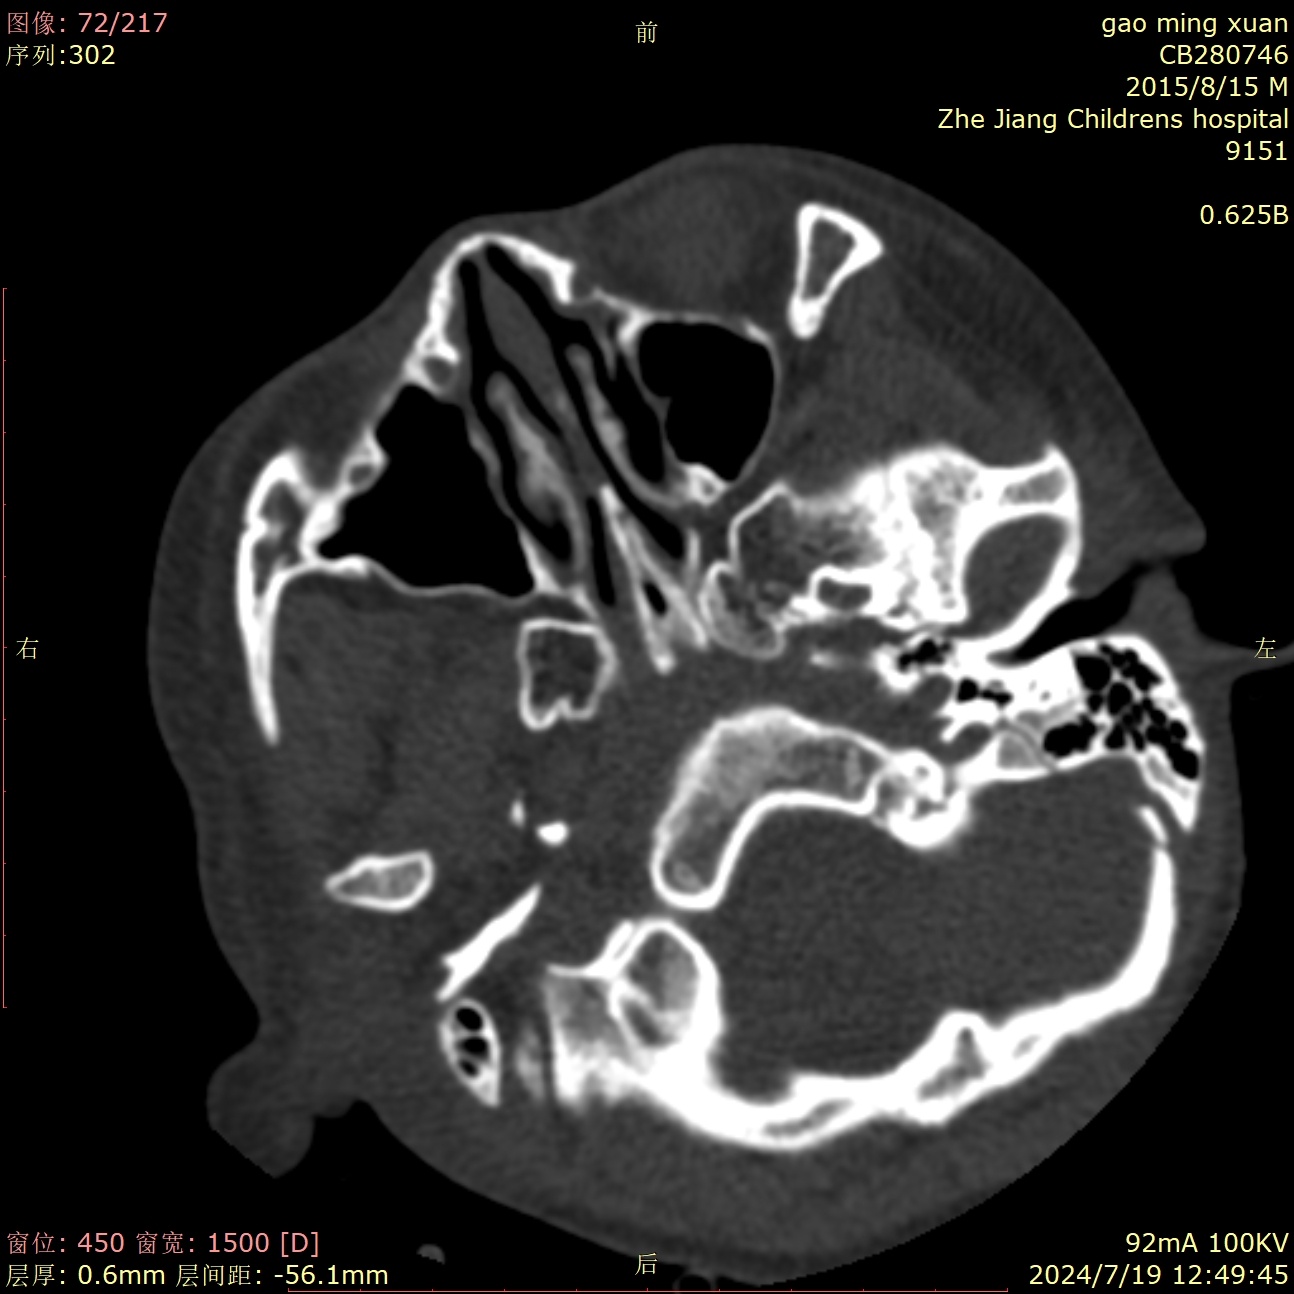 图像: 72/217
序列:302
前
gao ming xuan
CB280746
2015/8/15 M
Zhe Jiang Childrens hospital
9151
0.625B
右
左
窗位: 450 窗宽: 1500 [D]
层厚: 0.6mm 层间距: -56.1mm
后
92mA 100KV
2024/7/19 12:49:45